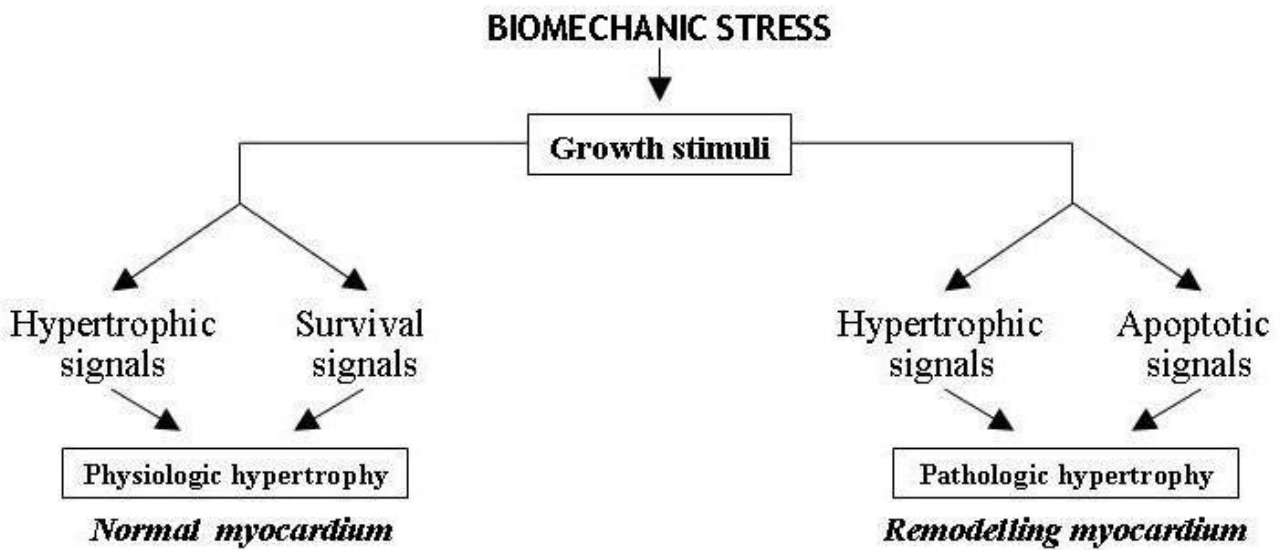 BIOMECHANIC STRESS
Growth stimuli
Hypertrophic
signals
Survival
signals
Hypertrophic
signals
Apoptotic
signals
Physiologic hypertrophy
Pathologic hypertrophy
Normal myocardium
Remodelling myocardium